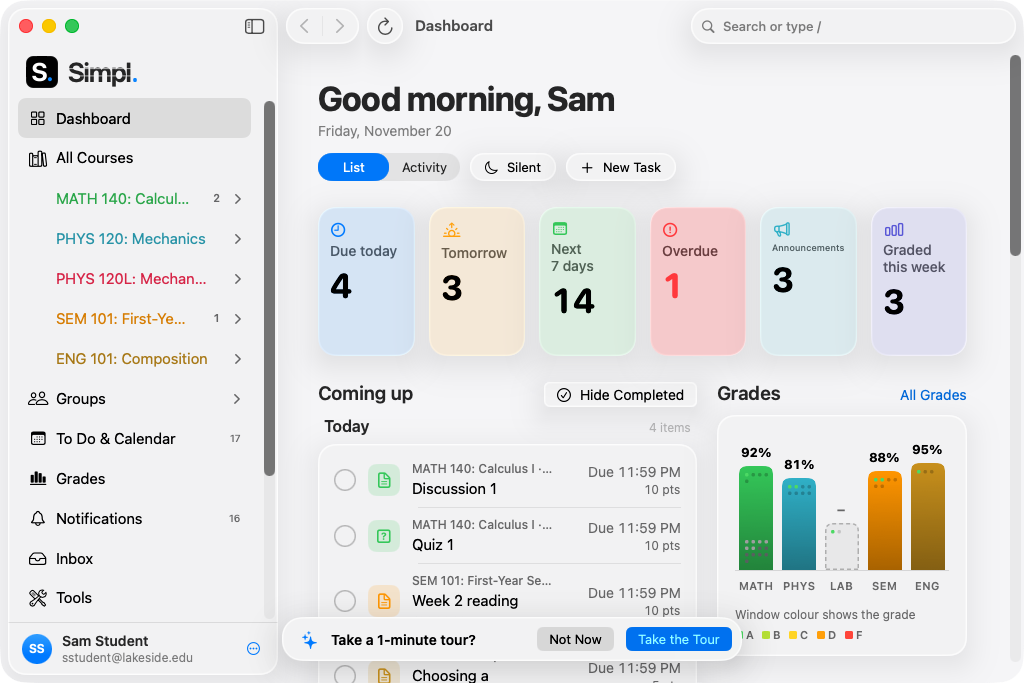 Dashboard
Search or type /
S.
Simpl.
Dashboard
All Courses
MATH 140: Calcul... 2
PHYS 120: Mechanics
PHYS 120L: Mechan...
SEM 101: First-Ye... 1
ENG 101: Composition
Groups
To Do & Calendar 17
Grades
Notifications 16
Inbox
Tools
SS
Sam Student
sstudent@lakeside.edu
Good morning, Sam
Friday, November 20
List Activity Silent + New Task
Due today
4
Tomorrow
3
Next
7 days
14
Overdue
1
Announcements
3
Graded
this week
3
Coming up
Hide Completed
Today 4 items
MATH 140: Calculus I ·...
Discussion 1
Due 11:59 PM
10 pts
MATH 140: Calculus I ·...
Quiz 1
Due 11:59 PM
10 pts
SEM 101: First-Year Se...
Week 2 reading
Due 11:59 PM
10 pts
Choosing a
Due 11:59 PM
Grades All Grades
92% 81% – 88% 95%
MATH PHYS LAB SEM ENG
Window colour shows the grade
A B C D F
Take a 1-minute tour?
Not Now
Take the Tour